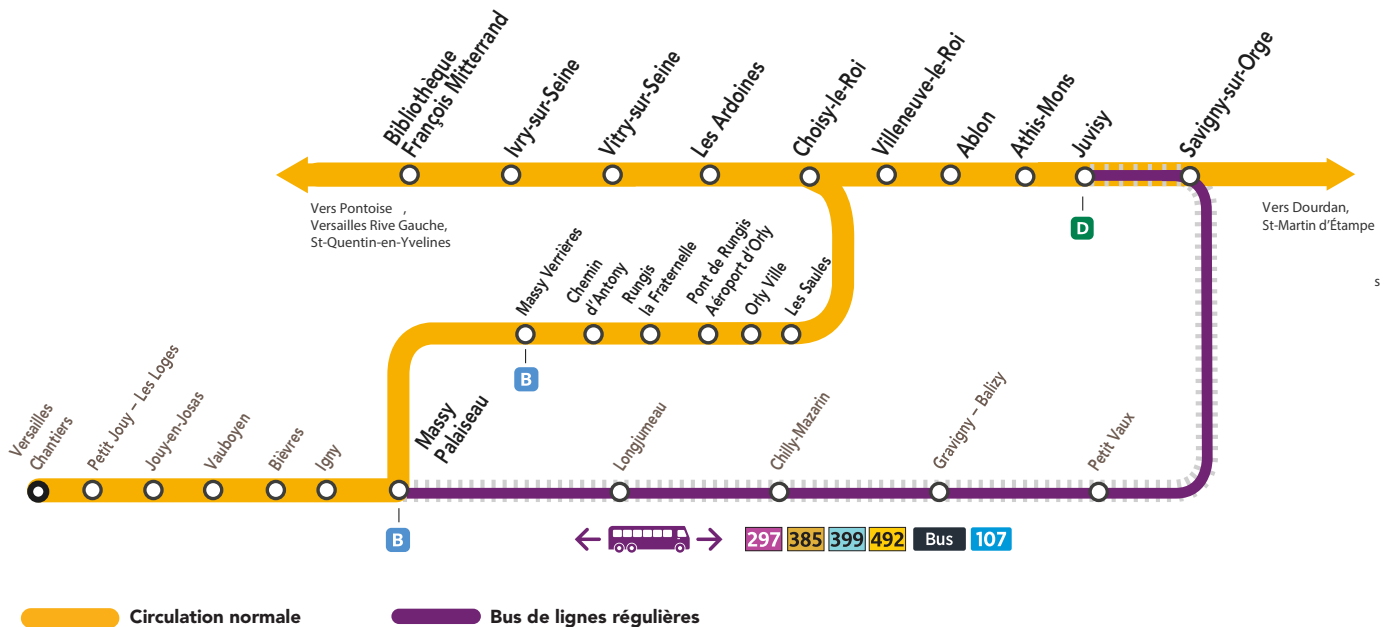 Bibliothèque
François Mitterrand
Ivry-sur-Seine
Vitry-sur-Seine
Les Ardoines
Choisy-le-Roi
Villeneuve-le-Roi
Ablon
Athis-Mons
Juvisy
Savigny-sur-Orge
Vers Pontoise ,
Versailles Rive Gauche,
St-Quentin-en-Yvelines
D
Vers Dourdan,
St-Martin d'Étampe
s
Massy Verrières
Chemin
d'Antony
Rungis
la Fraternelle
Pont de Rungis
Aéroport d'Orly
Orly Ville
Les Saules
B
Versailles
Chantiers
Petit Jouy – Les Loges
Jouy-en-Josas
Vauboyen
Bièvres
Igny
Massy
Palaiseau
Longjumeau
Chilly-Mazarin
Gravigny – Balizy
Petit Vaux
B
297 385 399 492 Bus 107
Circulation normale
Bus de lignes régulières